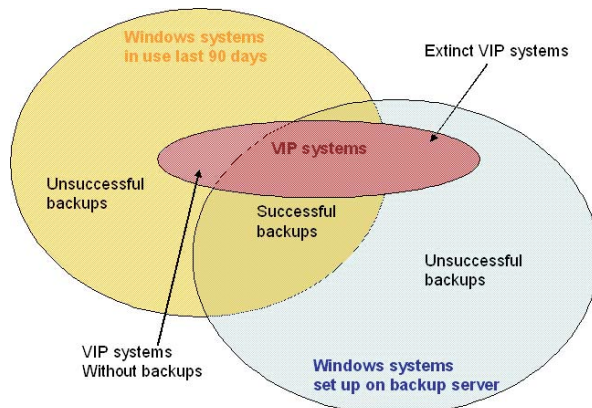 Windows systems
in use last 90 days
Extinct VIP systems
VIP systems
Unsuccessful
backups
Successful
backups
Unsuccessful
backups
VIP systems
Without backups
Windows systems
set up on backup server